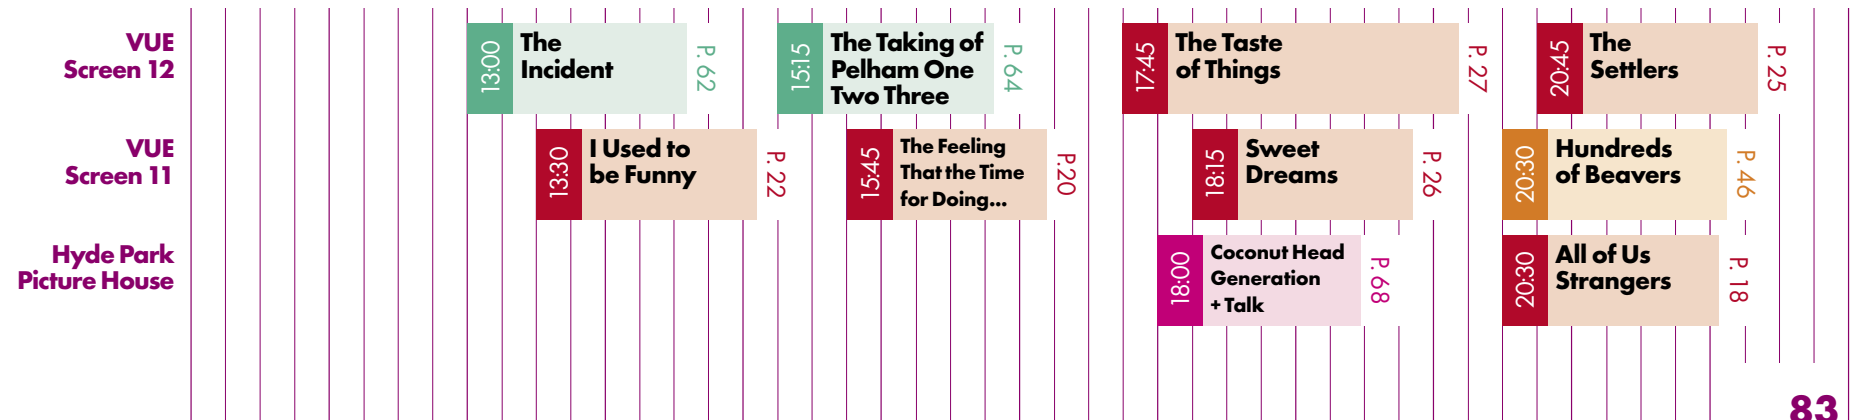 VUE
Screen 12
13:00
The
Incident
P. 62
15:15
The Taking of
Pelham One
Two Three
P. 64
17:45
The Taste
of Things
P. 27
20:45
The
Settlers
P. 25
VUE
Screen 11
13:30
I Used to
be Funny
P. 22
15:45
The Feeling
That the Time
for Doing...
P.20
18:15
Sweet
Dreams
P. 26
20:30
Hundreds
of Beavers
P. 46
Hyde Park
Picture House
18:00
Coconut Head
Generation
+ Talk
P. 68
20:30
All of Us
Strangers
P. 18
83